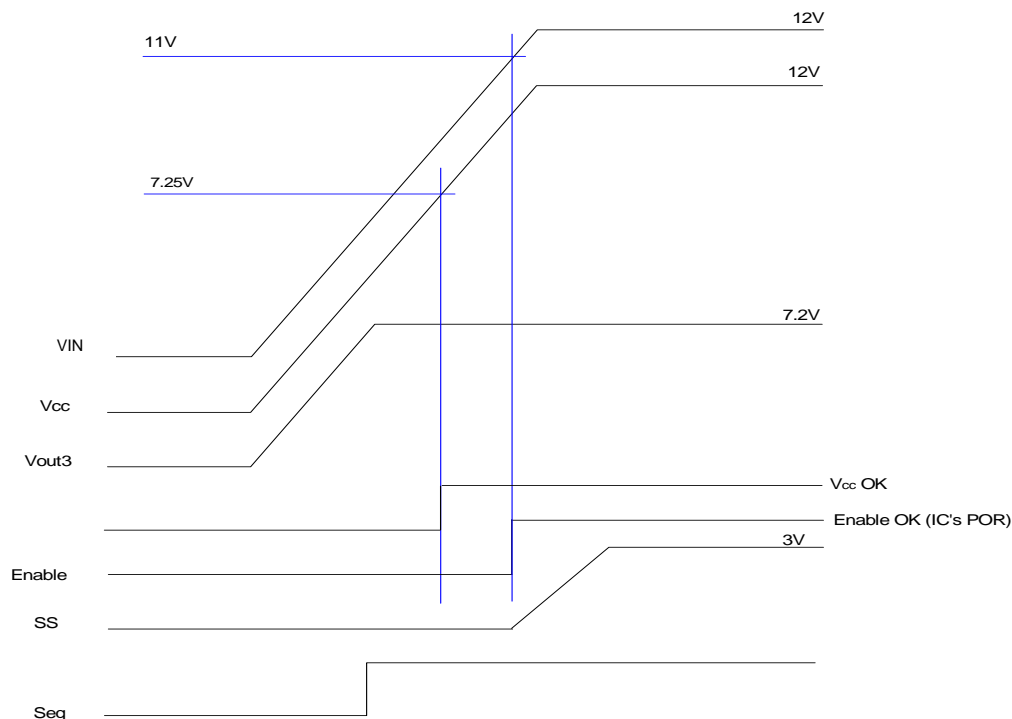 12V
11V
12V
7.25V
7.2V
VIN
Vcc
Vout3
Vcc OK
Enable OK (IC's POR)
3V
Enable
SS
Seq